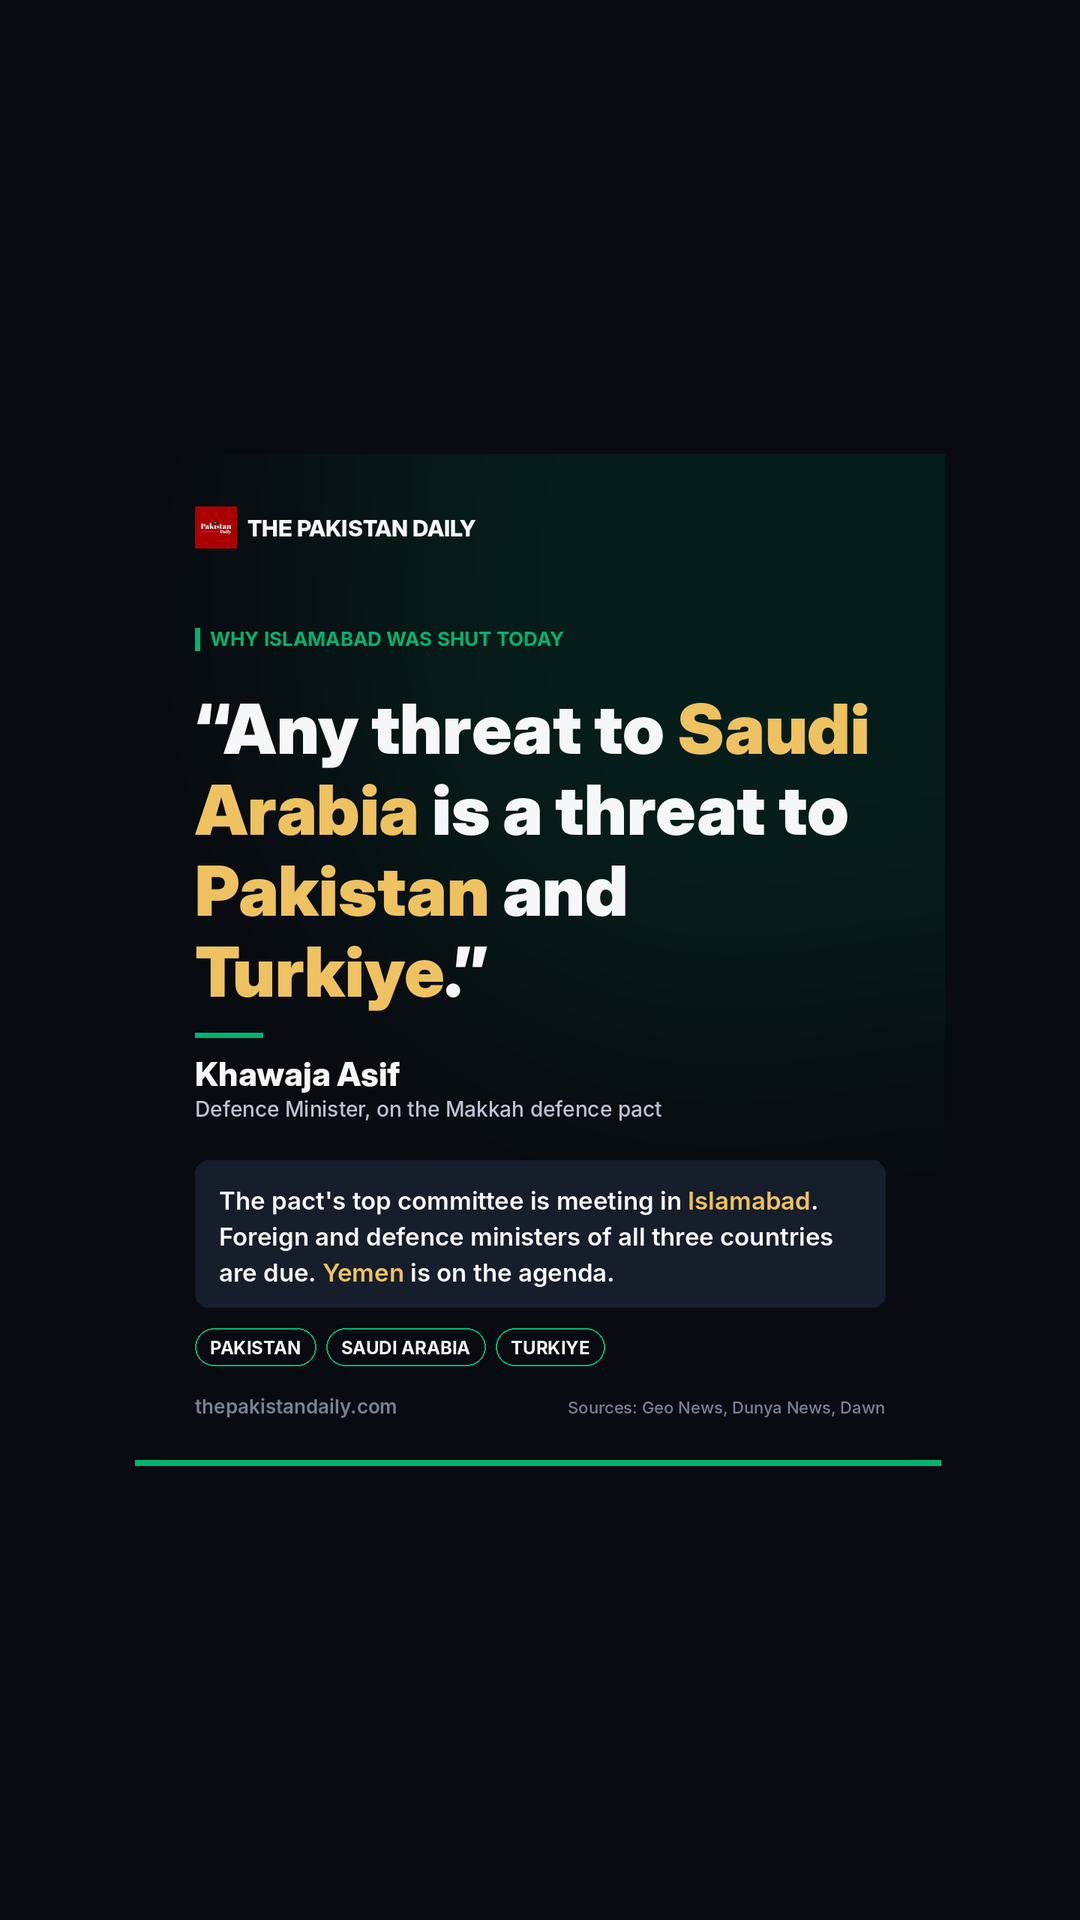 Pakistan
Daily
THE PAKISTAN DAILY
WHY ISLAMABAD WAS SHUT TODAY
“Any threat to Saudi
Arabia is a threat to
Pakistan and
Turkiye.”
Khawaja Asif
Defence Minister, on the Makkah defence pact
The pact's top committee is meeting in Islamabad.
Foreign and defence ministers of all three countries
are due. Yemen is on the agenda.
PAKISTAN SAUDI ARABIA TURKIYE
thepakistandaily.com Sources: Geo News, Dunya News, Dawn